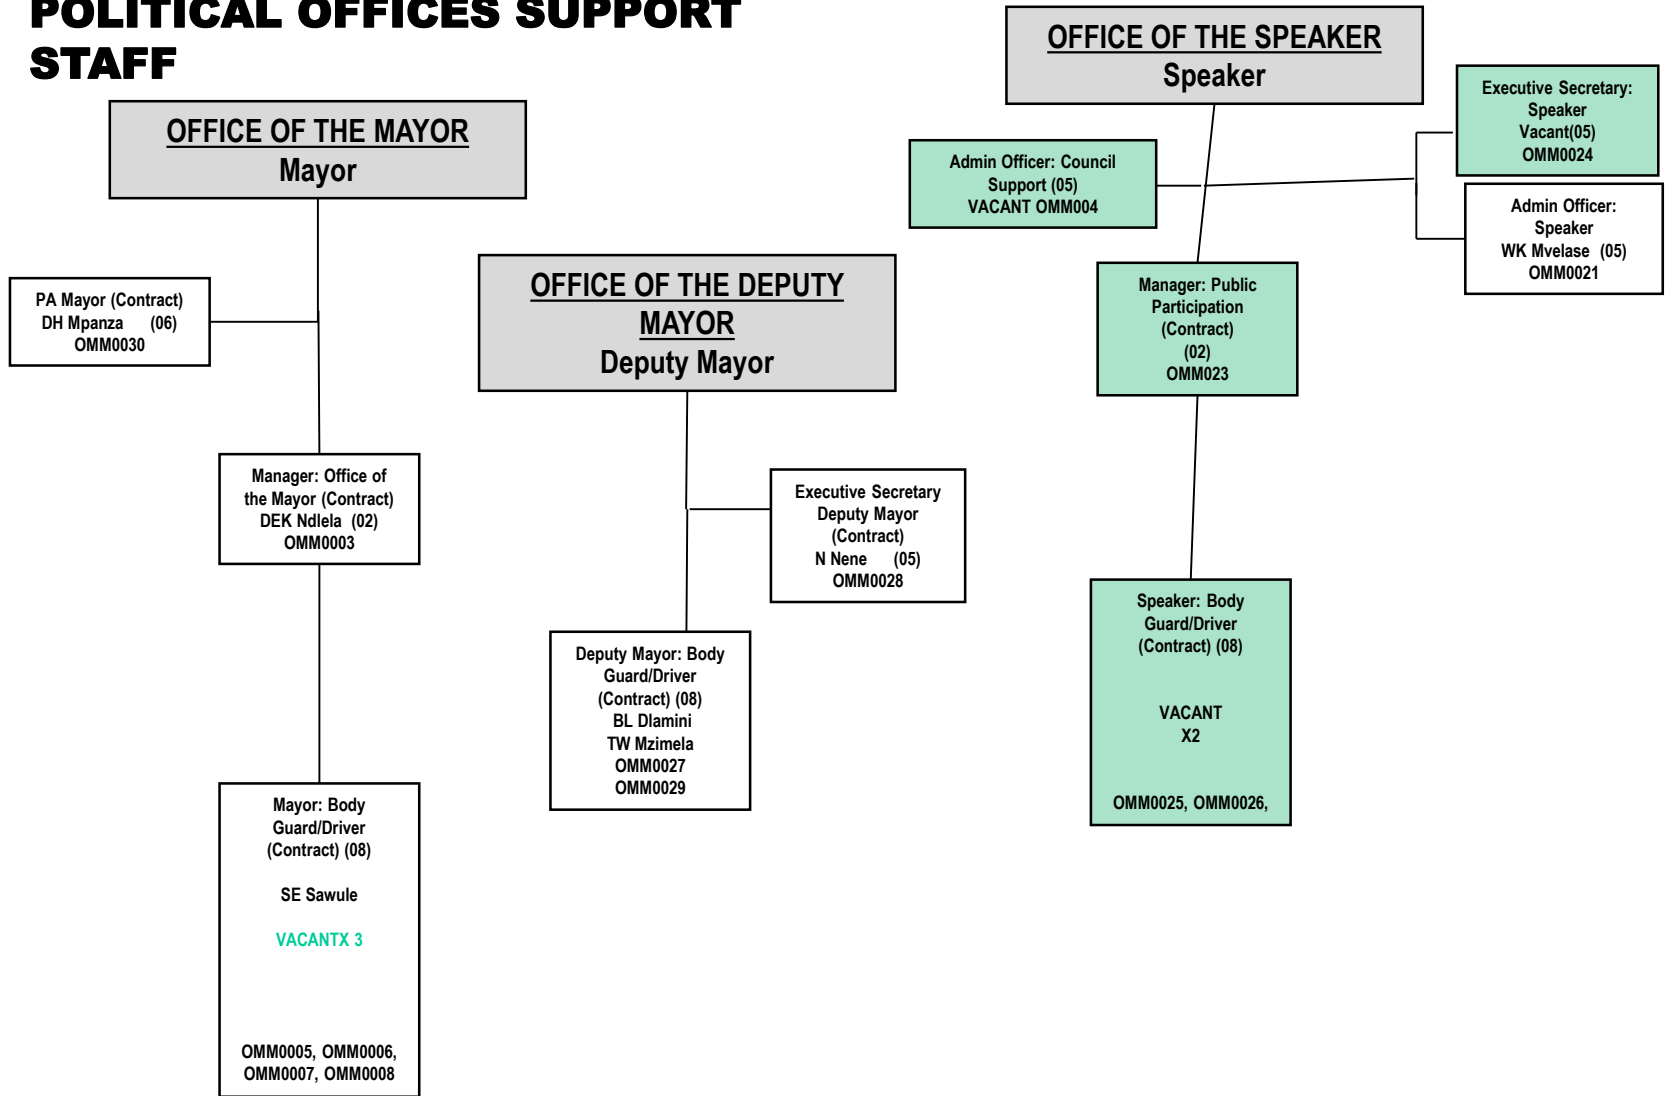 POLITICAL OFFICES SUPPORT
STAFF
OFFICE OF THE MAYOR
Mayor
PA Mayor (Contract)
DH Mpanza (06)
OMM0030
Manager: Office of
the Mayor (Contract)
DEK Ndlela (02)
OMM0003
Mayor: Body
Guard/Driver
(Contract) (08)
SE Sawule
VACANTX 3
OMM0005, OMM0006,
OMM0007, OMM0008
OFFICE OF THE DEPUTY
MAYOR
Deputy Mayor
Executive Secretary
Deputy Mayor
(Contract)
N Nene (05)
OMM0028
Deputy Mayor: Body
Guard/Driver
(Contract) (08)
BL Dlamini
TW Mzimela
OMM0027
OMM0029
OFFICE OF THE SPEAKER
Speaker
Admin Officer: Council
Support (05)
VACANT OMM004
Executive Secretary:
Speaker
Vacant(05)
OMM0024
Admin Officer:
Speaker
WK Mvelase (05)
OMM0021
Manager: Public
Participation
(Contract)
(02)
OMM023
Speaker: Body
Guard/Driver
(Contract) (08)
VACANT
X2
OMM0025, OMM0026,